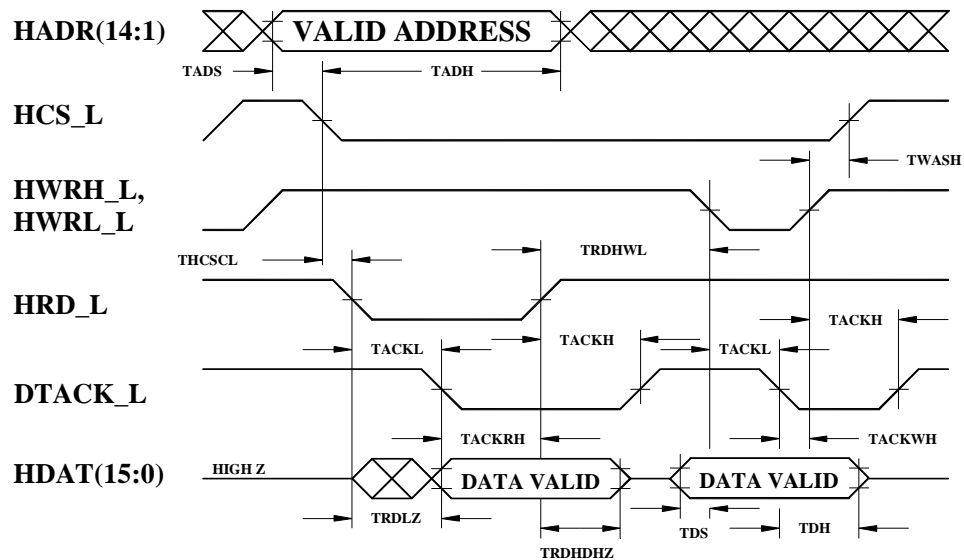 HADR(14:1)
VALID ADDRESS
TADS
TADH
HCS_L
TWASH
HWRH_L,
HWRL_L
THCSCL
TRDHWL
HRD_L
TACKH
TACKL
TACKH
TACKL
DTACK_L
TACKRH
TACKWH
HDAT(15:0)
HIGH Z
DATA VALID
DATA VALID
TRDLZ
TDS
TDH
TRDHDHZ